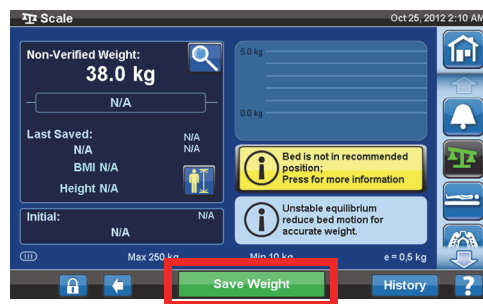 Scale
Oct 25, 2012 2:10 AM
Non-Verified Weight:
38.0 kg
N/A
Last Saved:
N/A
N/A
N/A
BMI N/A
Height N/A
Initial:
N/A
N/A
5.0 kg
0.0 kg
Bed is not in recommended
position;
Press for more information
Unstable equilibrium
reduce bed motion for
accurate weight.
Max 250 kg
Min 10 kg
e = 0,5 kg
Save Weight
History
?